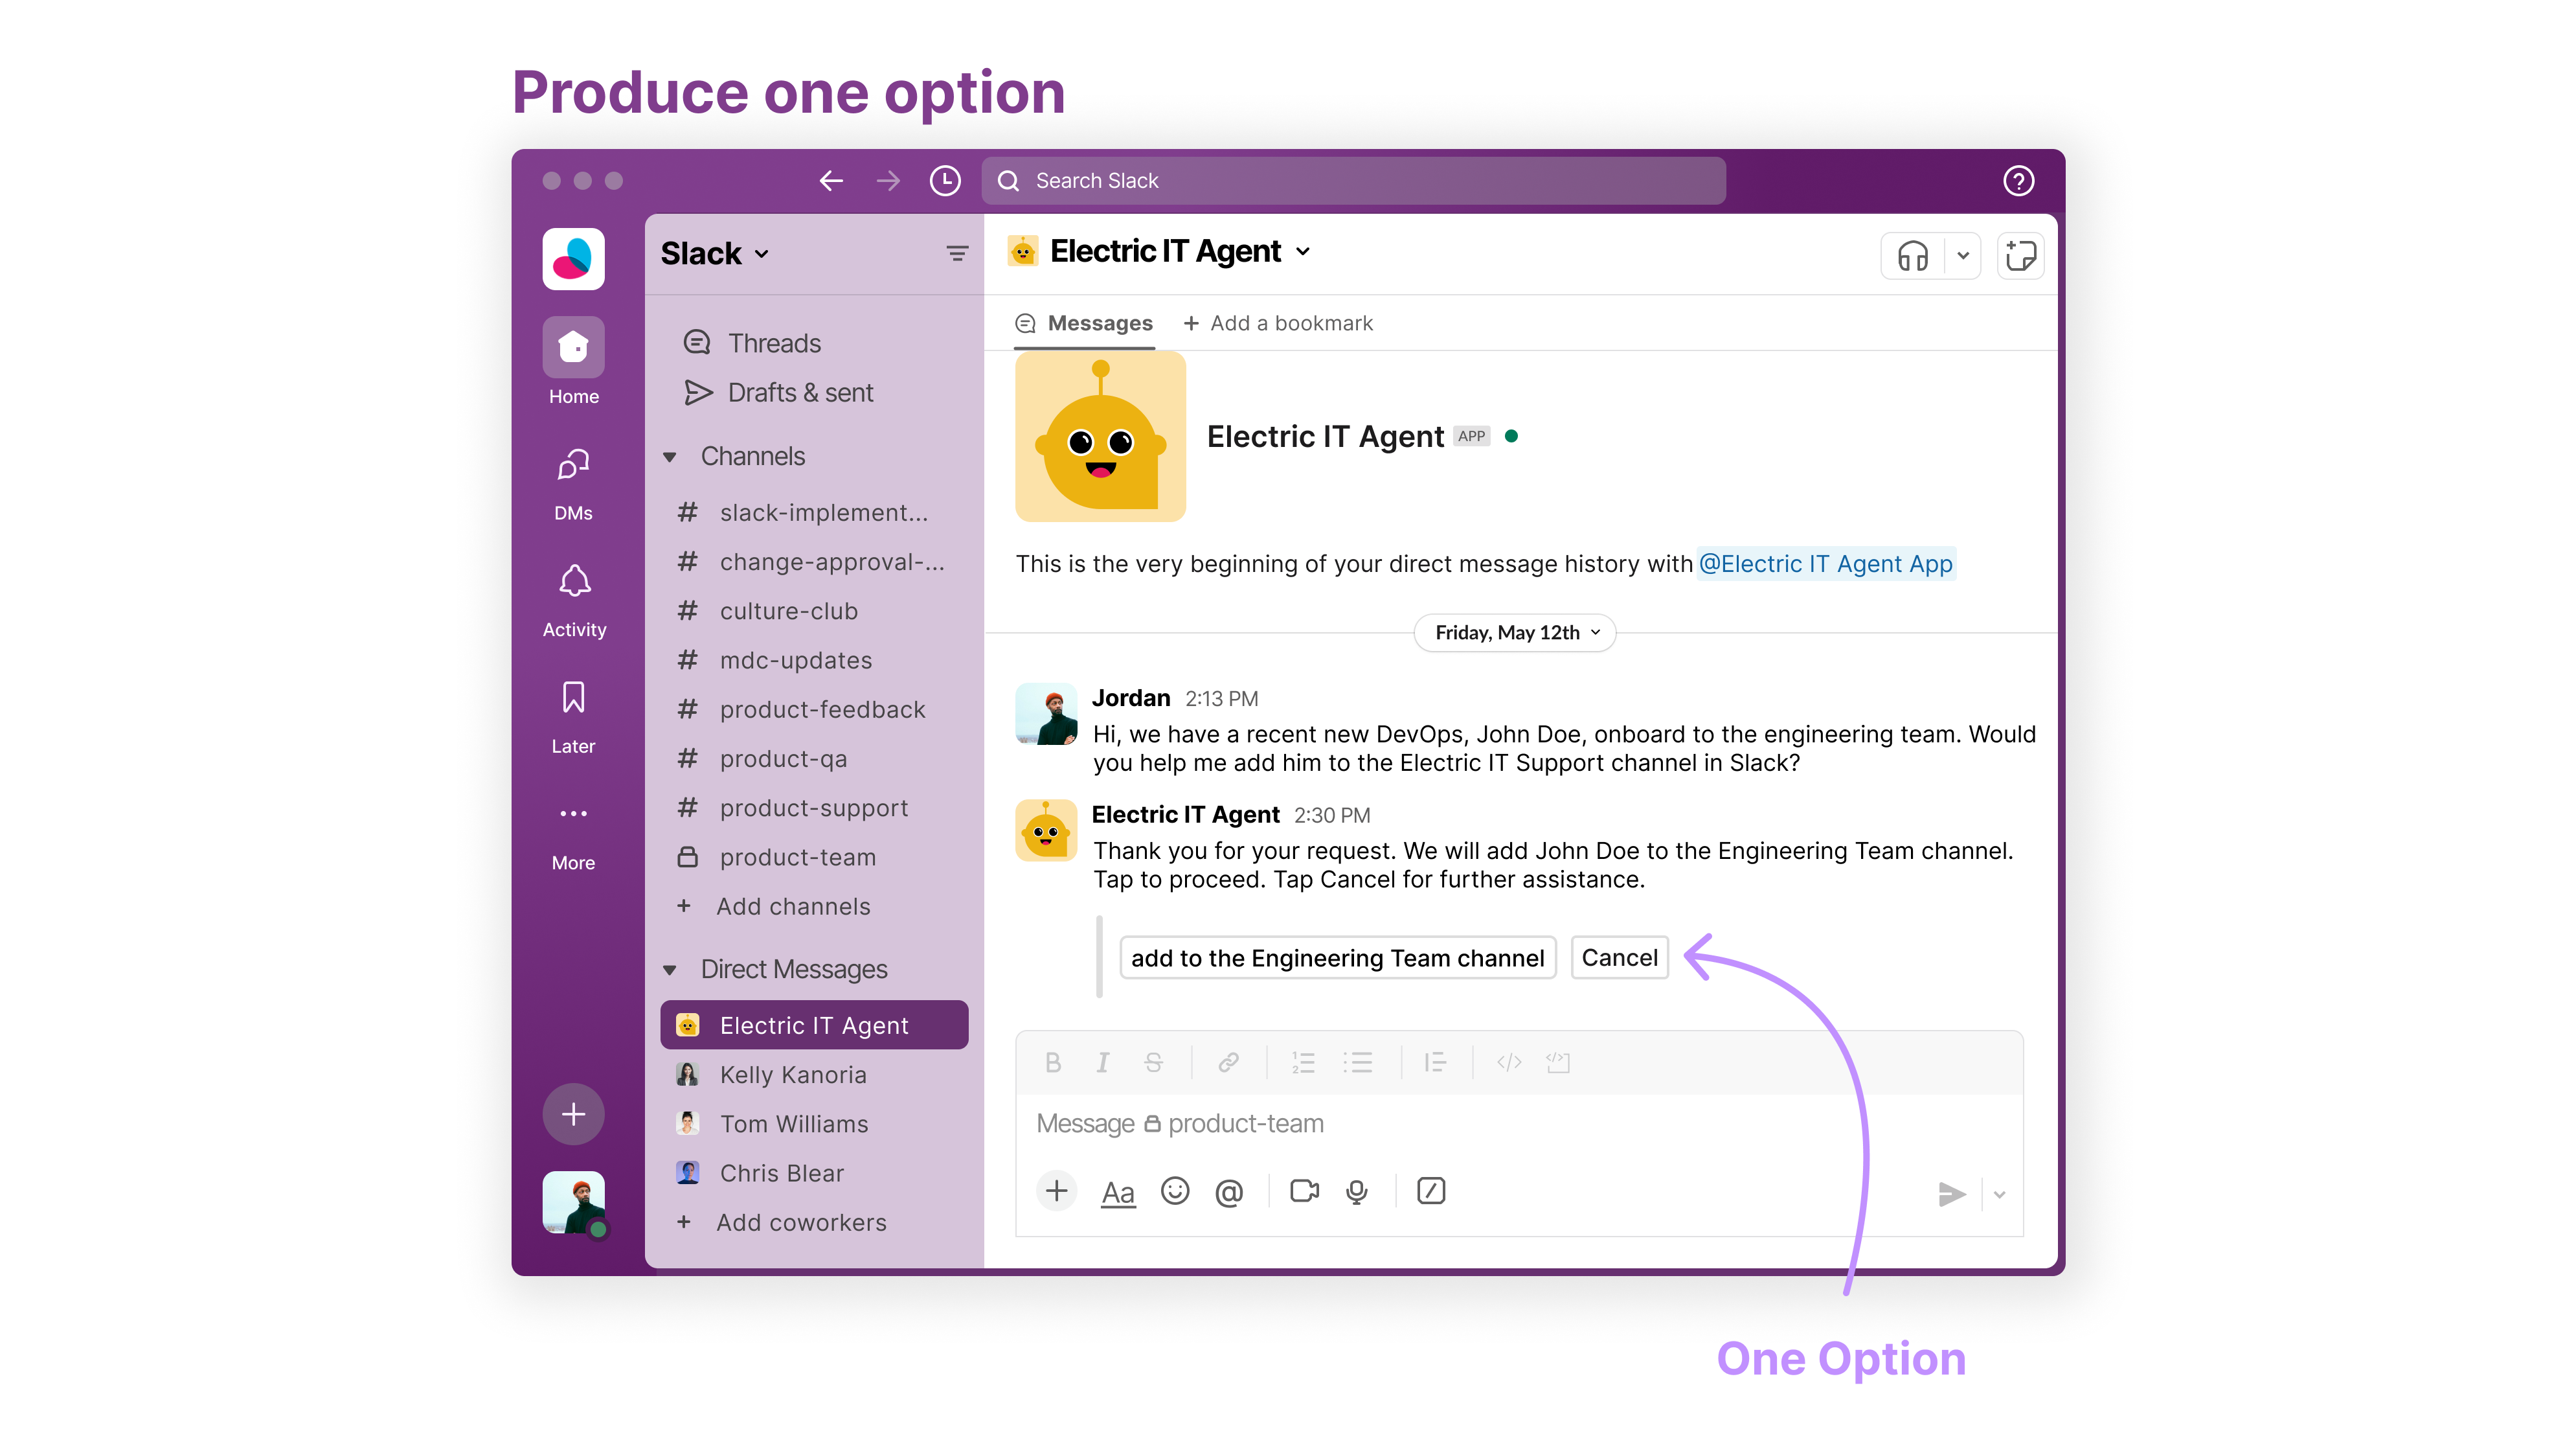 Produce one option
Search Slack
Slack
Electric IT Agent
Home
DMs
Activity
Later
More
Threads
Drafts & sent
Channels
# slack-implement...
# change-approval-...
# culture-club
# mdc-updates
# product-feedback
# product-qa
# product-support
product-team
+ Add channels
Direct Messages
Electric IT Agent
Kelly Kanoria
Tom Williams
Chris Blear
+ Add coworkers
Messages + Add a bookmark
Electric IT Agent APP
This is the very beginning of your direct message history with @Electric IT Agent App
Friday, May 12th
Jordan 2:13 PM
Hi, we have a recent new DevOps, John Doe, onboard to the engineering team. Would
you help me add him to the Electric IT Support channel in Slack?
Electric IT Agent 2:30 PM
Thank you for your request. We will add John Doe to the Engineering Team channel.
Tap to proceed. Tap Cancel for further assistance.
add to the Engineering Team channel Cancel
B I S
Message product-team
Aa @
One Option